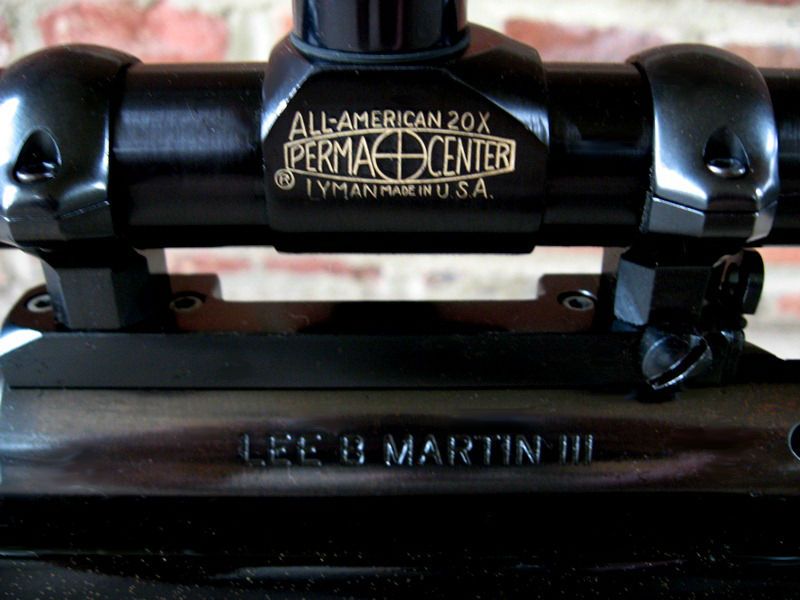 ALL-AMERICAN 20X
PERMA CENTER
® LYMAN MADE IN U.S.A.
LEE B MARTIN III